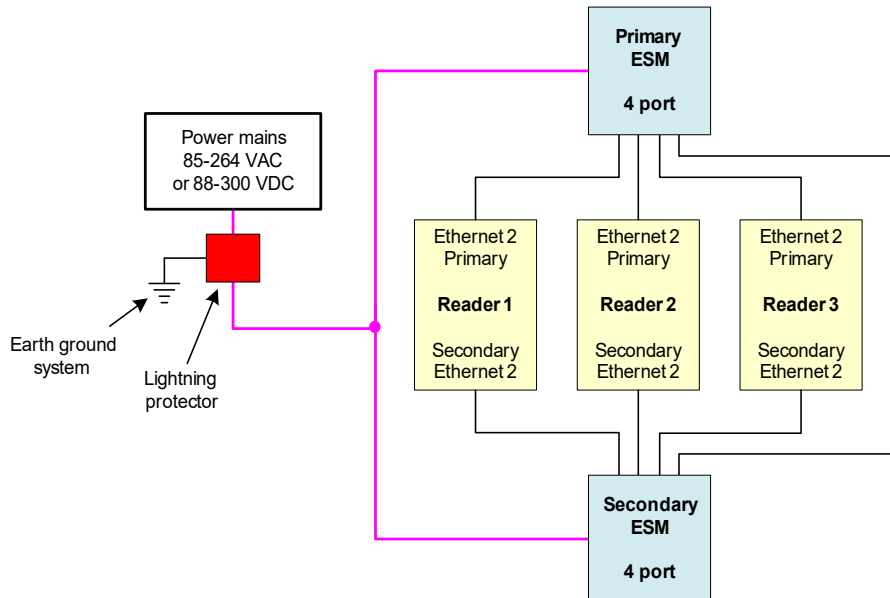 Primary
ESM
4 port
Power mains
85-264 VAC
or 88-300 VDC
Ethernet 2
Primary
Reader 1
Secondary
Ethernet 2
Ethernet 2
Primary
Reader 2
Secondary
Ethernet 2
Ethernet 2
Primary
Reader 3
Secondary
Ethernet 2
Earth ground
system
Lightning
protector
Secondary
ESM
4 port